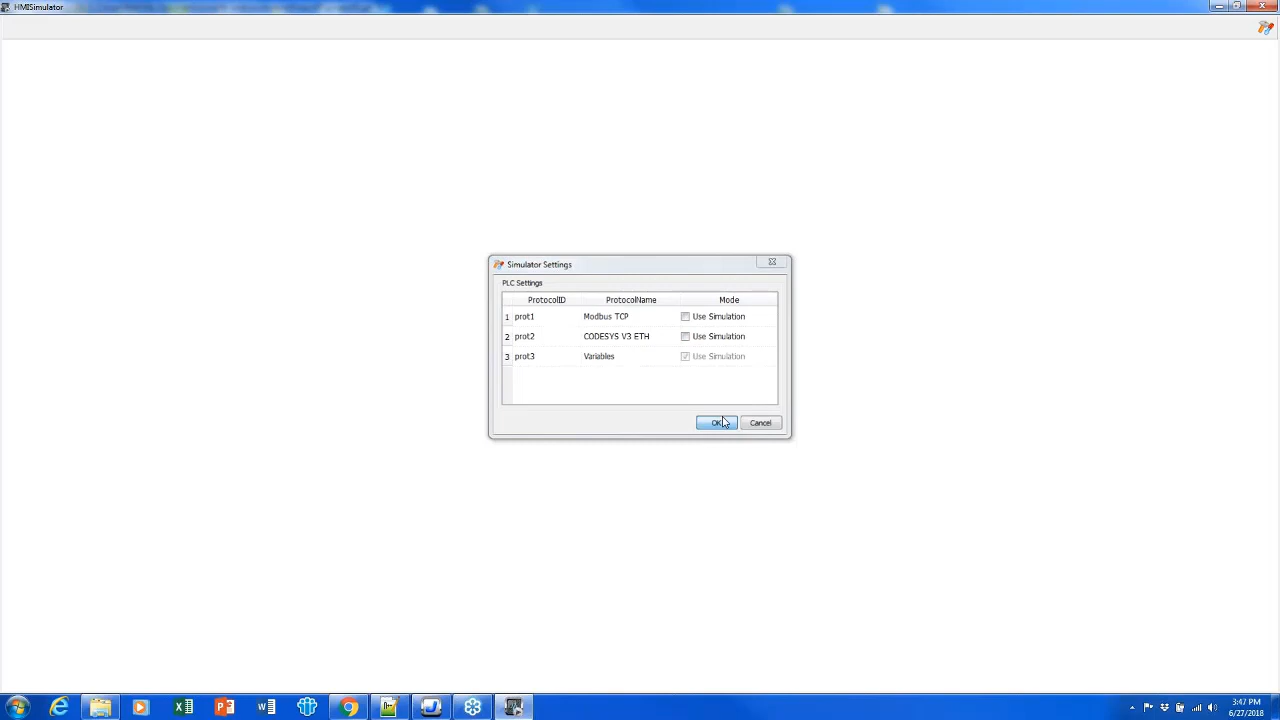 HMISimulator
Simulator Settings
PLC Settings
ProtocolID ProtocolName Mode
1 prot1 Modbus TCP Use Simulation
2 prot2 CODESYS V3 ETH Use Simulation
3 prot3 Variables Use Simulation
OK Cancel
3:47 PM
6/27/2018